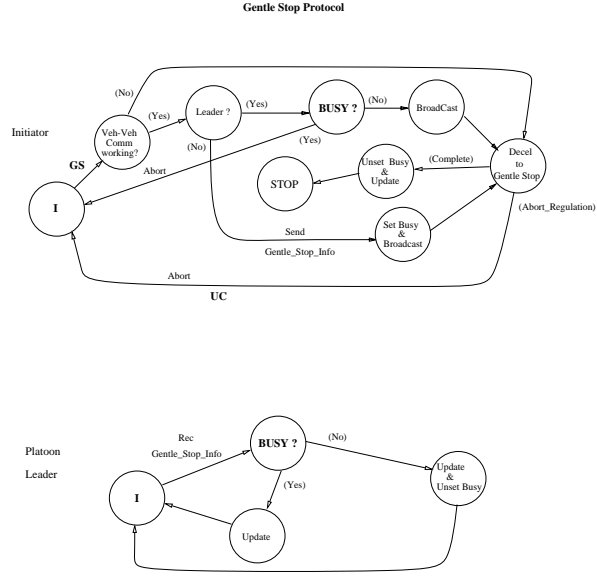 Gentle Stop Protocol
(No)
Leader ?
(Yes)
BUSY ?
(No)
BroadCast
(Yes)
Initiator
Veh-Veh
Comm
working?
(No)
(Yes)
Abort
GS
Unset Busy
&
Update
(Complete)
Decel
to
Gentle Stop
STOP
I
(Abort_Regulation)
Set Busy
&
Broadcast
Send
Gentle_Stop_Info
Abort
UC
Platoon
Leader
Rec
Gentle_Stop_Info
BUSY ?
(No)
Update
&
Unset Busy
(Yes)
I
Update